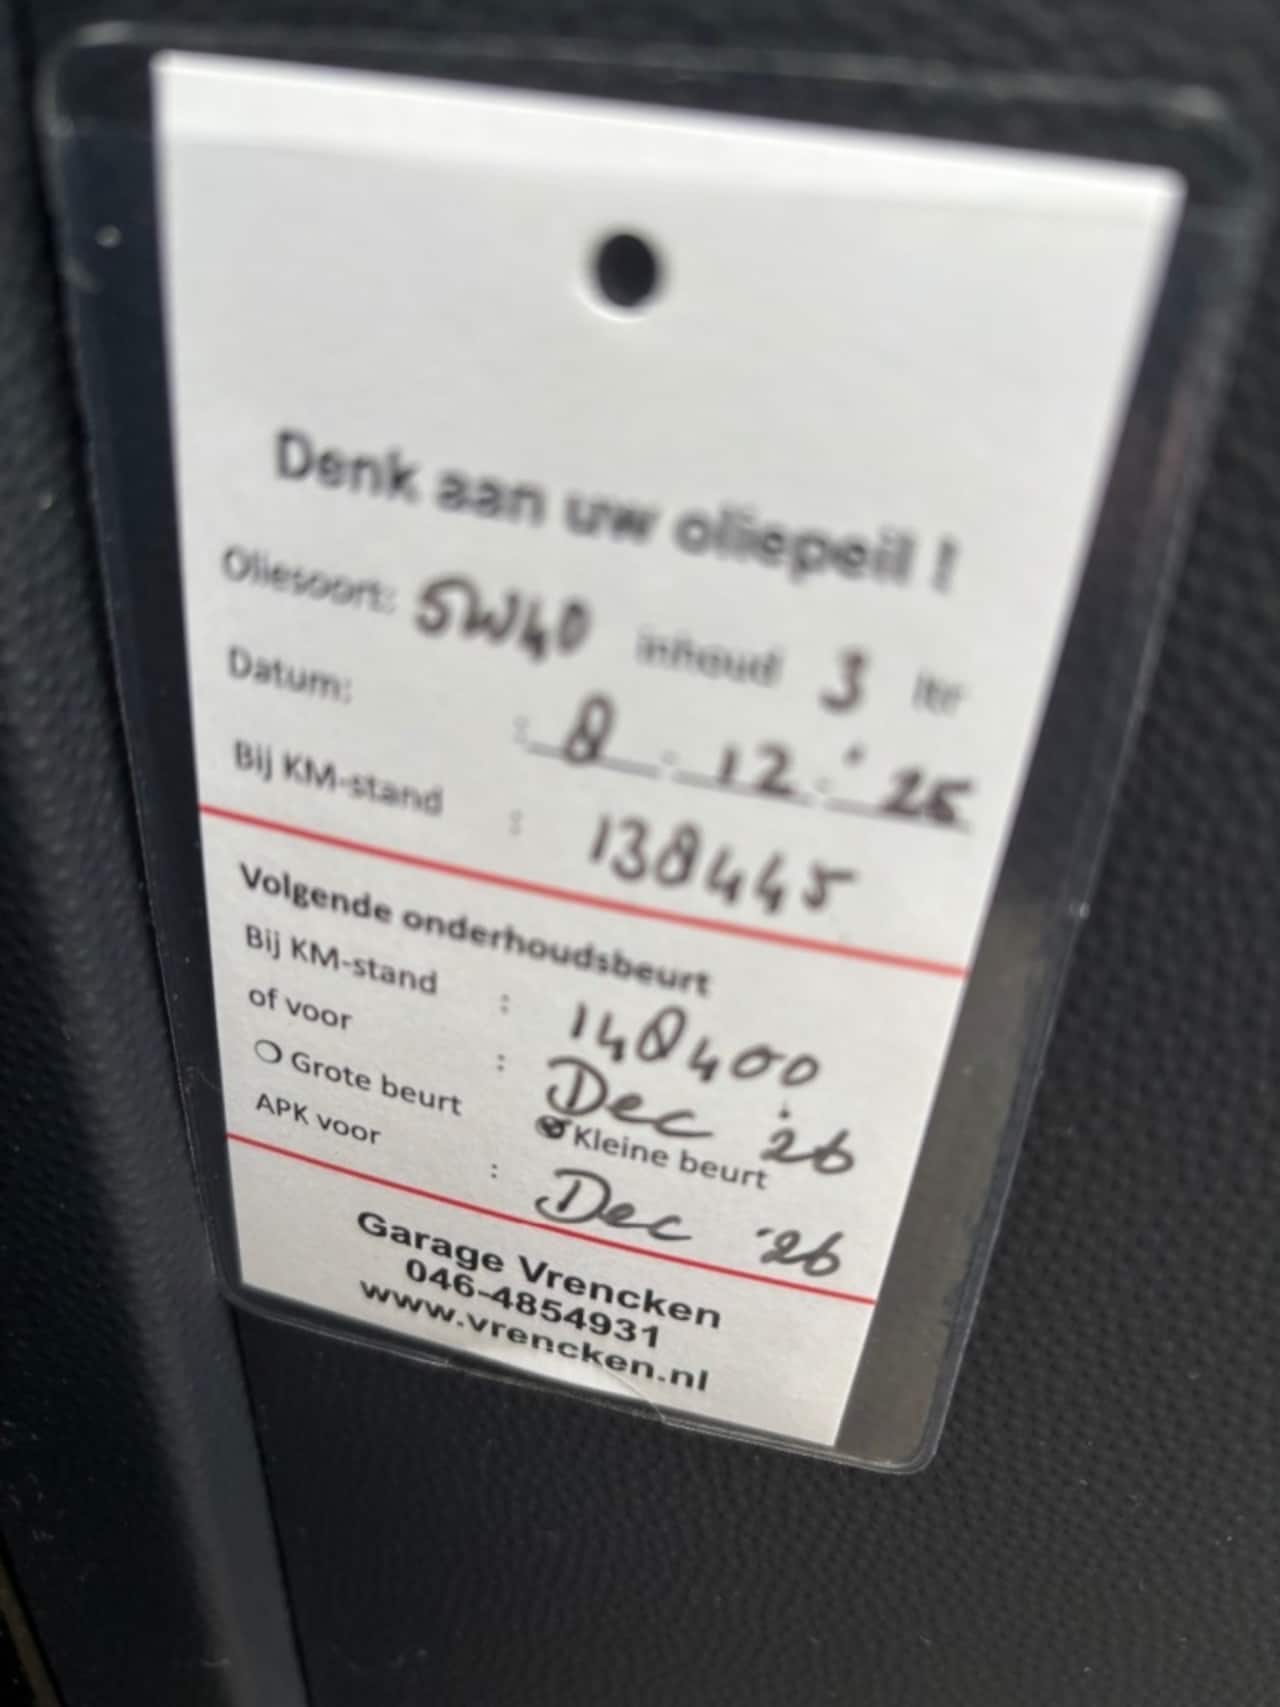 Denk aan uw oliepeil !
Oliesoort: 5W40 inhoud 3 ltr
Datum: : 8 - 12 - '25
Bij KM-stand : 138445
Volgende onderhoudsbeurt
Bij KM-stand : 148400
of voor : Dec '26
O Grote beurt Kleine beurt
APK voor : Dec '26
Garage Vrencken
046-4854931
www.vrencken.nl